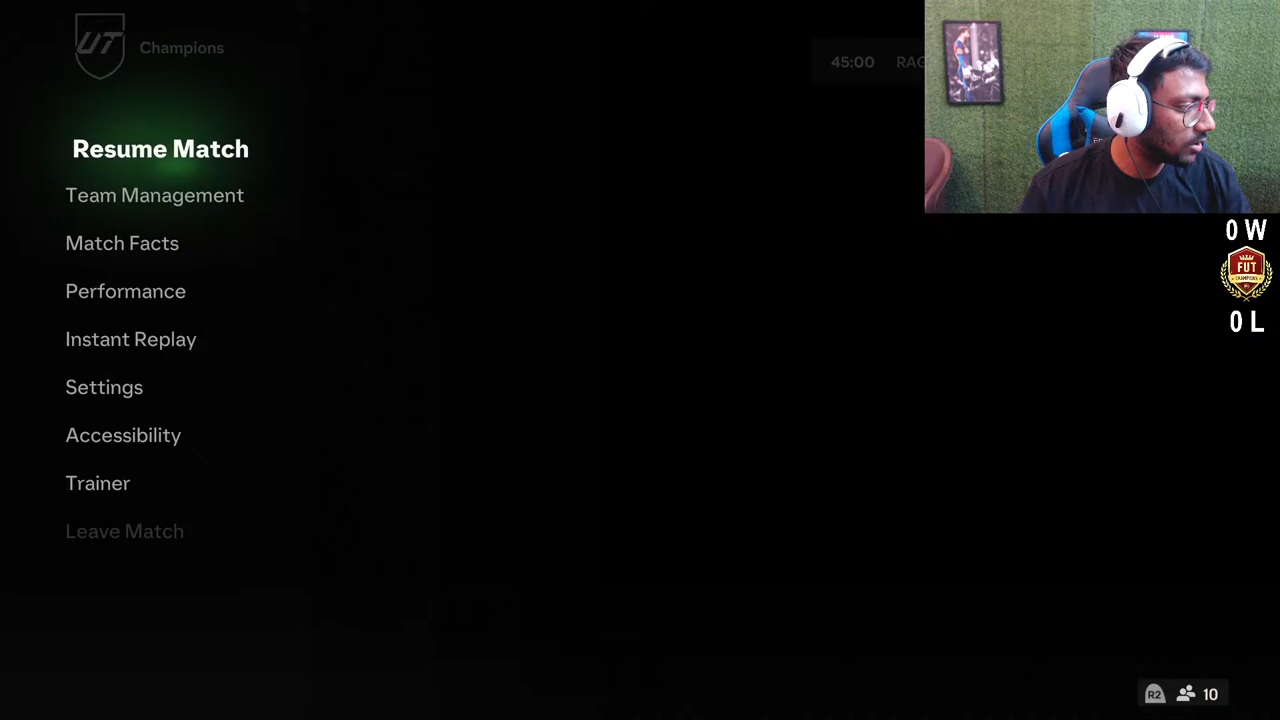 UT Champions
45:00
Resume Match
Team Management
Match Facts
Performance
Instant Replay
Settings
Accessibility
Trainer
Leave Match
0 W
FUT
CHAMPIONS
0 L
R2 10